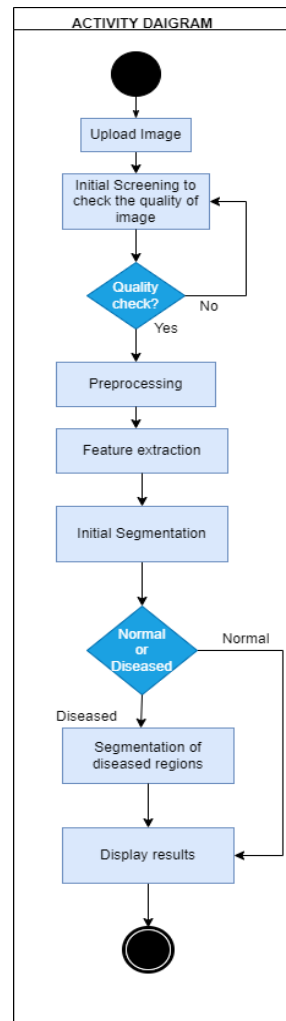 ACTIVITY DAIGRAM
Upload Image
Initial Screening to
check the quality of
image
Quality
check?
No
Yes
Preprocessing
Feature extraction
Initial Segmentation
Normal
or
Diseased
Normal
Diseased
Segmentation of
diseased regions
Display results